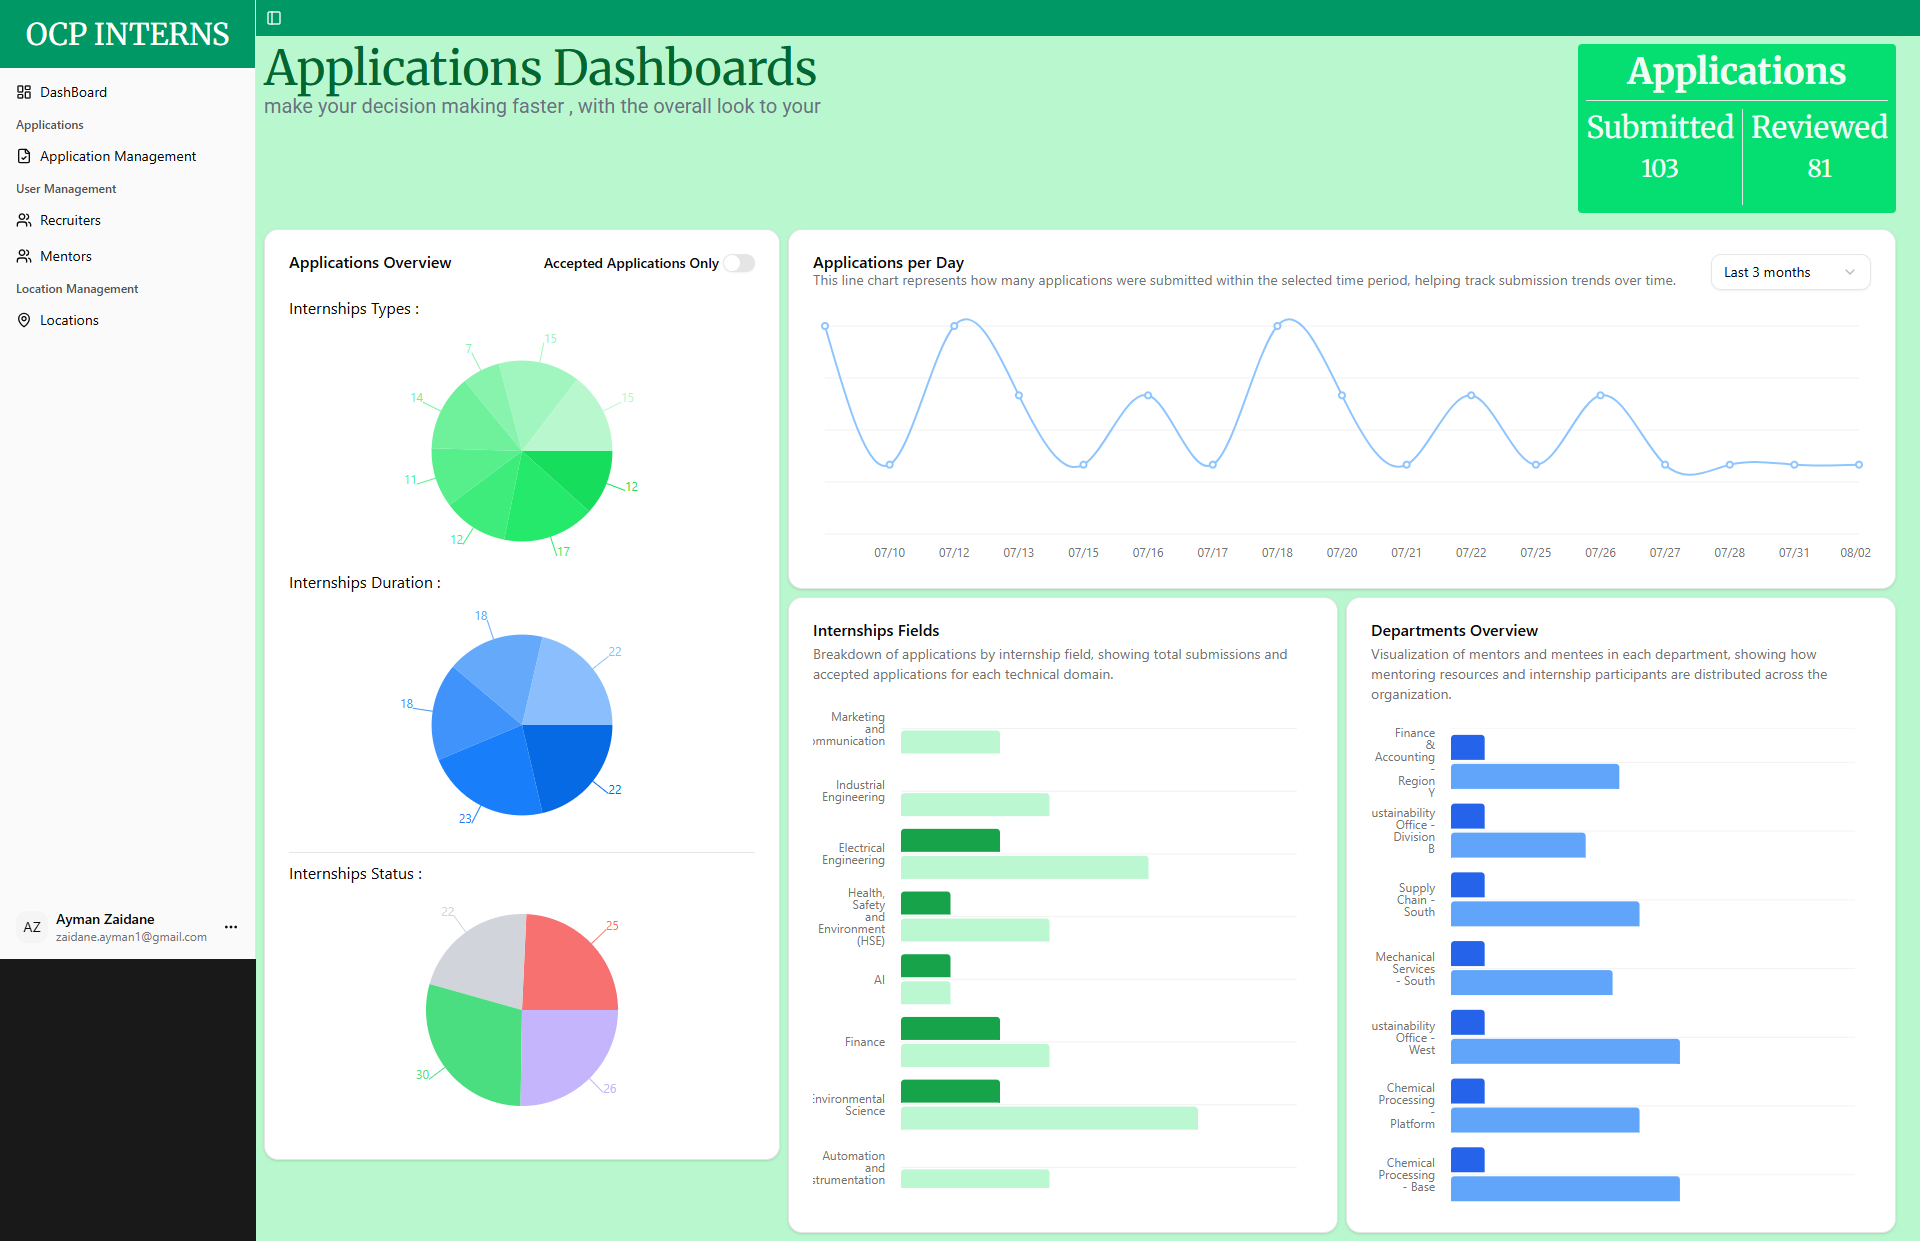 OCP INTERNS
DashBoard
Applications
Application Management
User Management
Recruiters
Mentors
Location Management
Locations
AZ
Ayman Zaidane
zaidane.ayman1@gmail.com
Applications Dashboards
make your decision making faster , with the overall look to your
Applications
Submitted
103
Reviewed
81
Applications Overview
Accepted Applications Only
Internships Types :
15
7
15
14
11
12
12
17
Internships Duration :
18
22
18
22
23
Internships Status :
22
25
30
26
Applications per Day
This line chart represents how many applications were submitted within the selected time period, helping track submission trends over time.
Last 3 months
07/10
07/12
07/13
07/15
07/16
07/17
07/18
07/20
07/21
07/22
07/25
07/26
07/27
07/28
07/31
08/02
Internships Fields
Breakdown of applications by internship field, showing total submissions and
accepted applications for each technical domain.
Marketing
and
ommunication
Industrial
Engineering
Electrical
Engineering
Health,
Safety
and
Environment
(HSE)
AI
Finance
Environmental
Science
Automation
and
strumentation
Departments Overview
Visualization of mentors and mentees in each department, showing how
mentoring resources and internship participants are distributed across the
organization.
Finance
&
Accounting
-
Region
Y
ustainability
Office -
Division
B
Supply
Chain -
South
Mechanical
Services
- South
ustainability
Office -
West
Chemical
Processing
-
Platform
Chemical
Processing
- Base